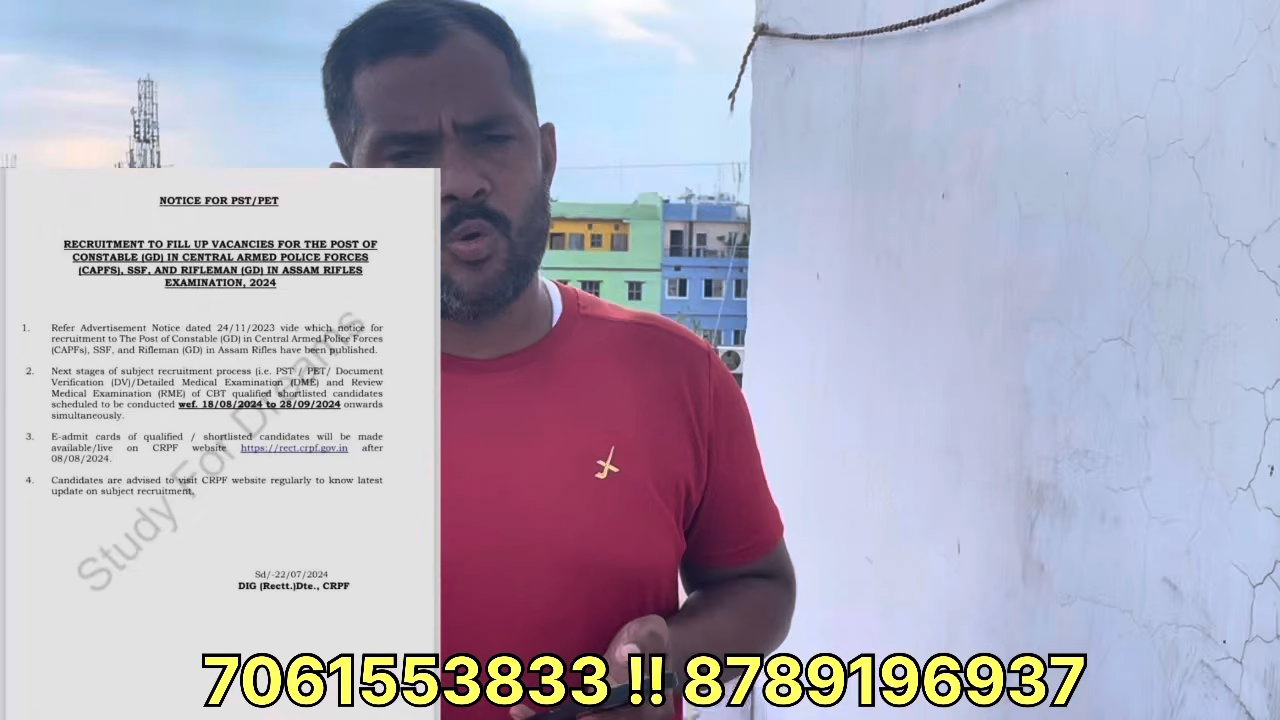 NOTICE FOR PST/PET
RECRUITMENT TO FILL UP VACANCIES FOR THE POST OF
CONSTABLE (GD) IN CENTRAL ARMED POLICE FORCES
(CAPFS), SSF, AND RIFLEMAN (GD) IN ASSAM RIFLES
EXAMINATION, 2024
1. Refer Advertisement Notice dated 24/11/2023 vide which notice for
recruitment to The Post of Constable (GD) in Central Armed Police Forces
(CAPFs), SSF, and Rifleman (GD) in Assam Rifles have been published.
2. Next stages of subject recruitment process (i.e. PST / PET/ Document
Verification (DV)/Detailed Medical Examination (DME) and Review
Medical Examination (RME) of CBT qualified shortlisted candidates
scheduled to be conducted wef. 18/08/2024 to 28/09/2024 onwards
simultaneously.
3. E-admit cards of qualified / shortlisted candidates will be made
available/live on CRPF website https://rect.crpf.gov.in after
08/08/2024.
4. Candidates are advised to visit CRPF website regularly to know latest
update on subject recruitment.
Study For Dreams
Sd/-22/07/2024
DIG (Rectt.)Dte., CRPF
7061553833 !! 8789196937